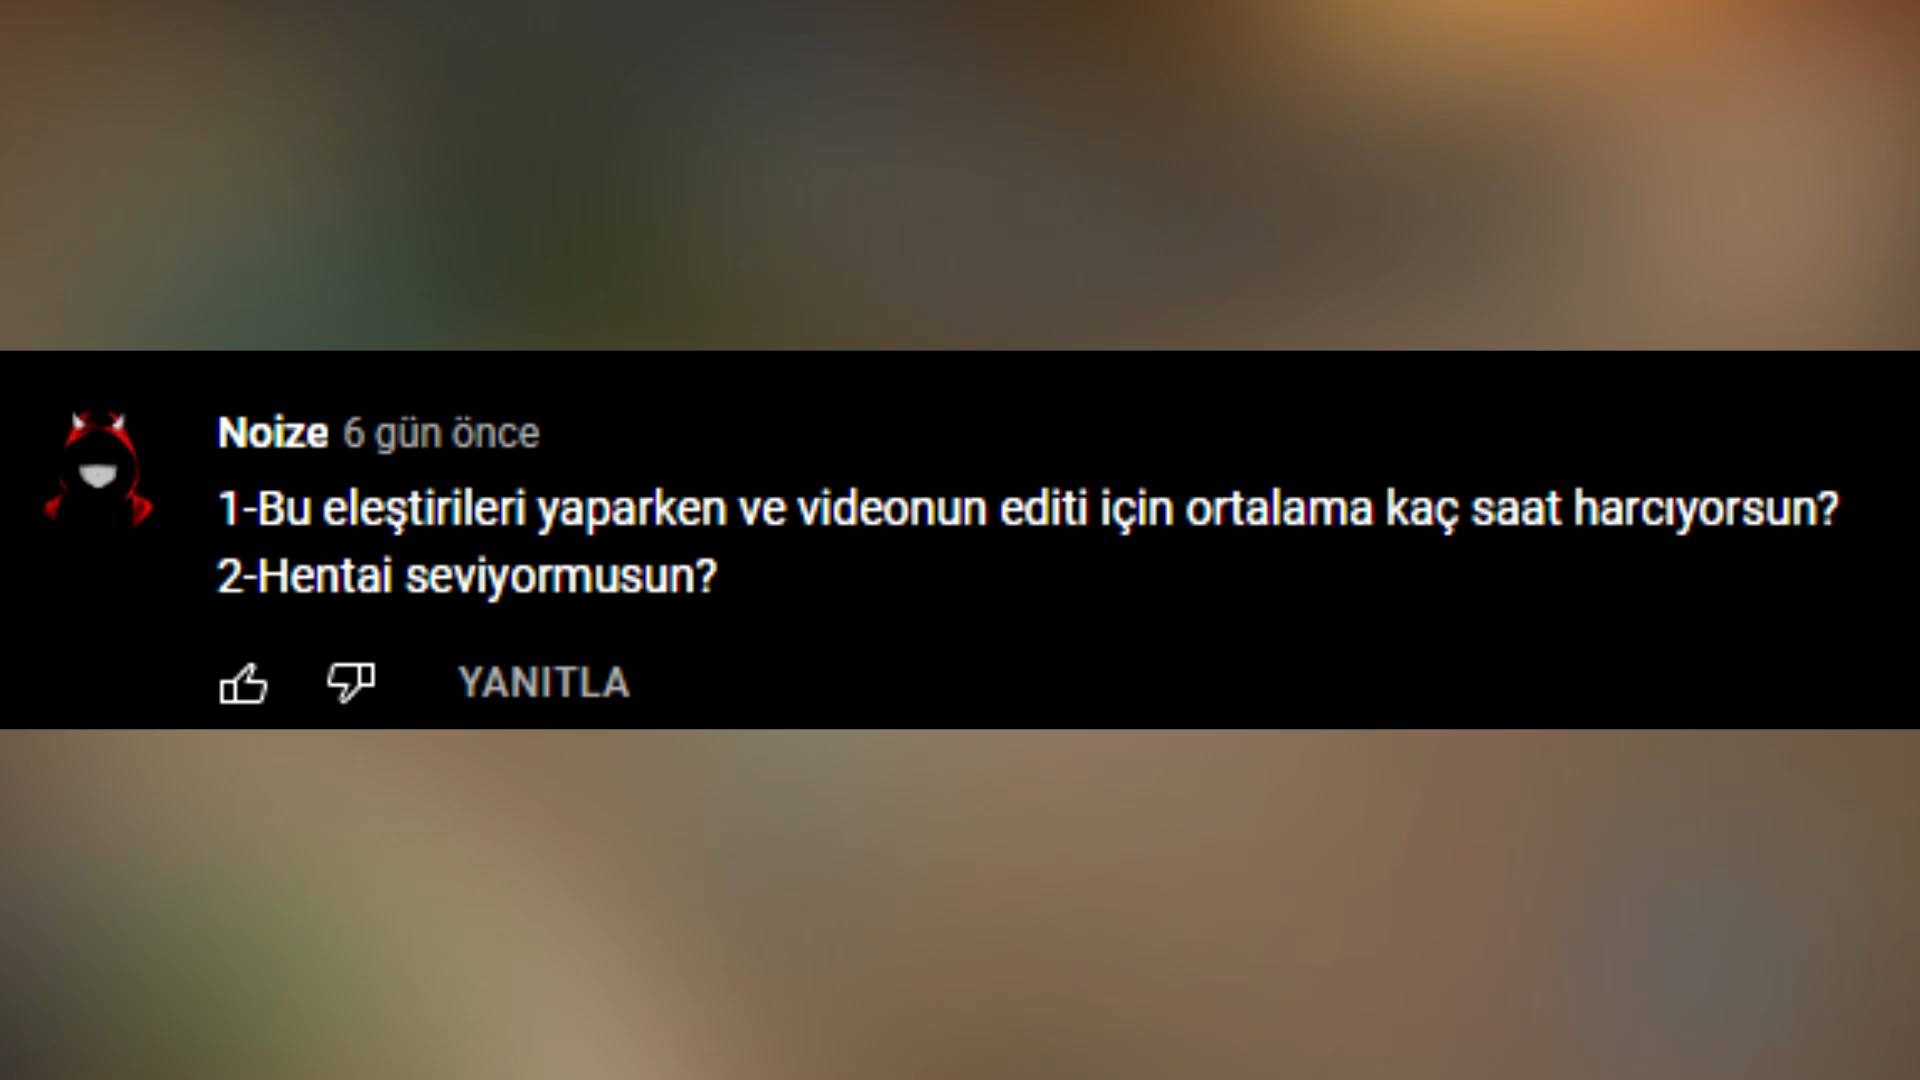 Noize 6 gün önce
1-Bu eleştirileri yaparken ve videonun editi için ortalama kaç saat harcıyorsun?
2-Hentai seviyormusun?
YANITLA